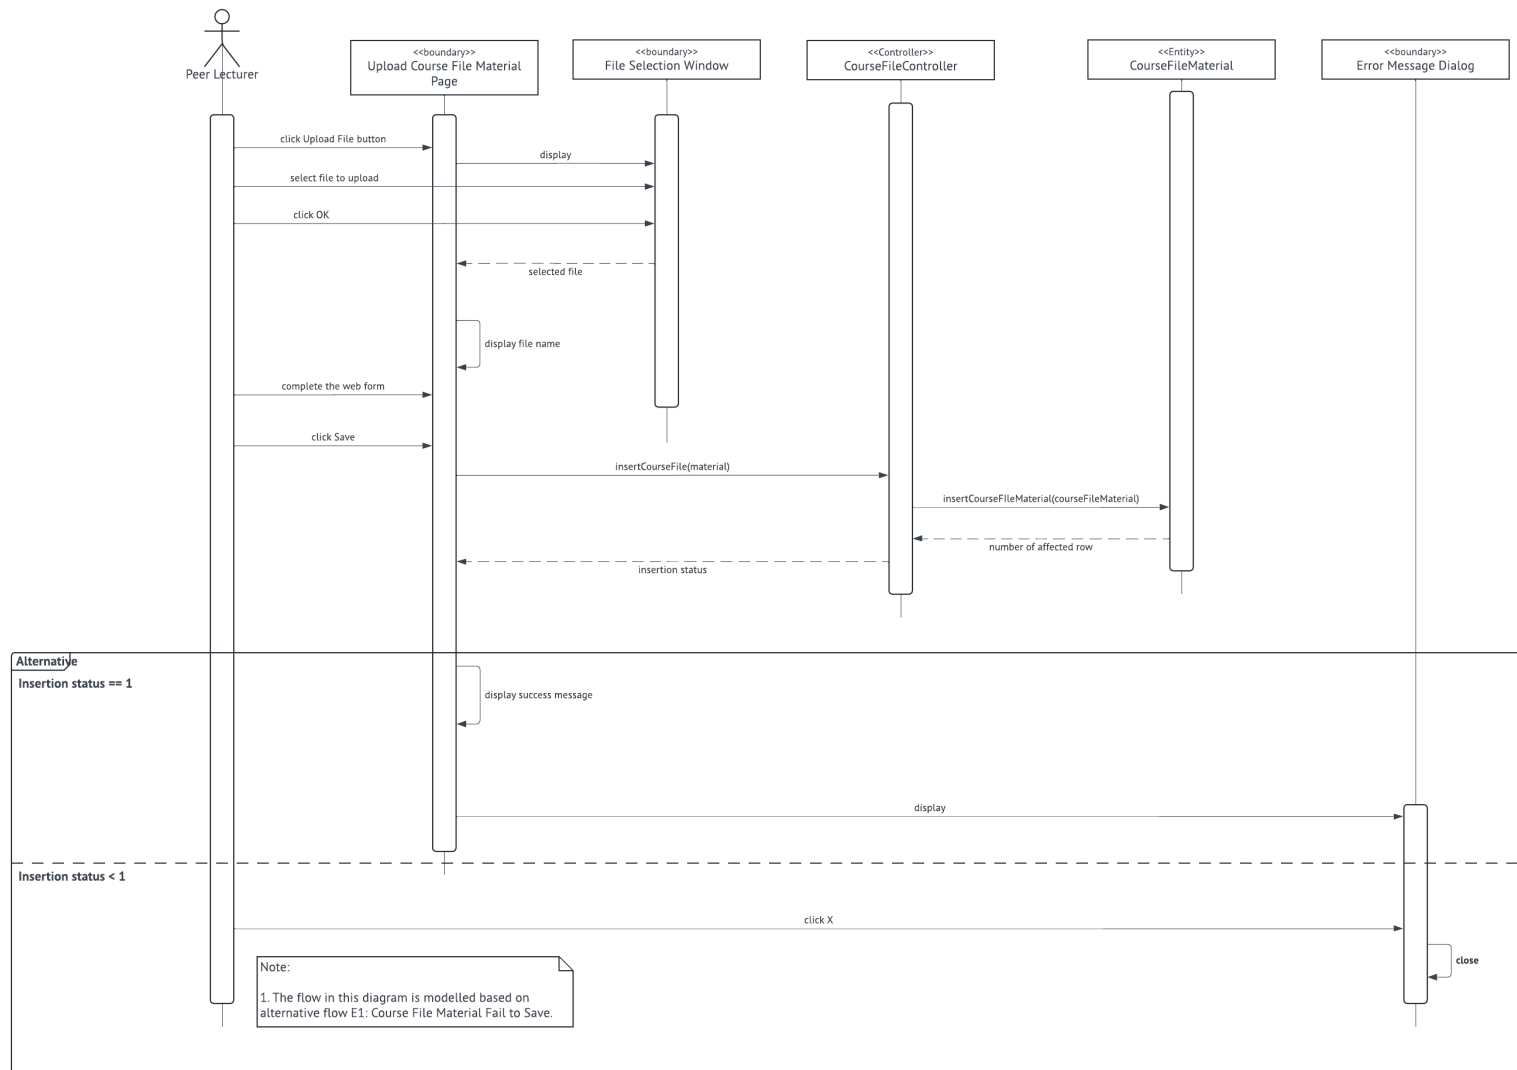 Peer Lecturer
<<boundary>>
Upload Course File Material
Page
<<boundary>>
File Selection Window
<<Controller>>
CourseFileController
<<Entity>>
CourseFileMaterial
<<boundary>>
Error Message Dialog
click Upload File button
display
select file to upload
click OK
selected file
display file name
complete the web form
click Save
insertCourseFile(material)
insertCourseFIleMaterial(courseFileMaterial)
number of affected row
insertion status
Alternative
Insertion status == 1
display success message
display
Insertion status < 1
click X
close
Note:
1. The flow in this diagram is modelled based on
alternative flow E1: Course File Material Fail to Save.